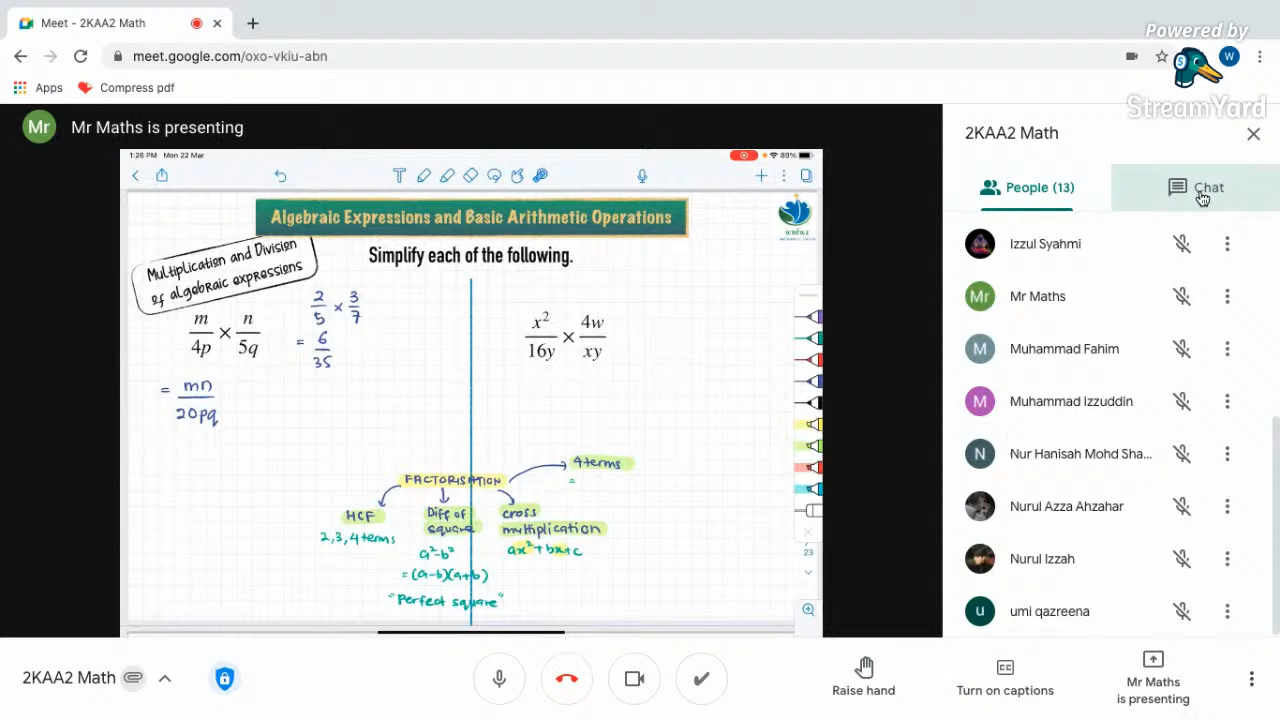 Meet - 2KAA2 Math
meet.google.com/oxo-vkiu-abn
W
Apps
Compress pdf
Powered by
StreamYard
Mr
Mr Maths is presenting
1:26 PM Mon 22 Mar
89%
Algebraic Expressions and Basic Arithmetic Operations
Multiplication and Division
of algebraic expressions
Simplify each of the following.
m/4p × n/5q
= mn/20pq
2/5 × 3/7
= 6/35
x²/16y × 4w/xy
FACTORISATION
4 terms
=
HCF
2,3,4 terms
Diff of
square
a²-b²
=(a-b)(a+b)
"Perfect square"
cross
multiplication
ax²+bx+c
23
2KAA2 Math
People (13)
Chat
Izzul Syahmi
Mr
Mr Maths
M
Muhammad Fahim
M
Muhammad Izzuddin
N
Nur Hanisah Mohd Sha...
Nurul Azza Ahzahar
Nurul Izzah
u
umi qazreena
2KAA2 Math
Raise hand
Turn on captions
Mr Maths
is presenting